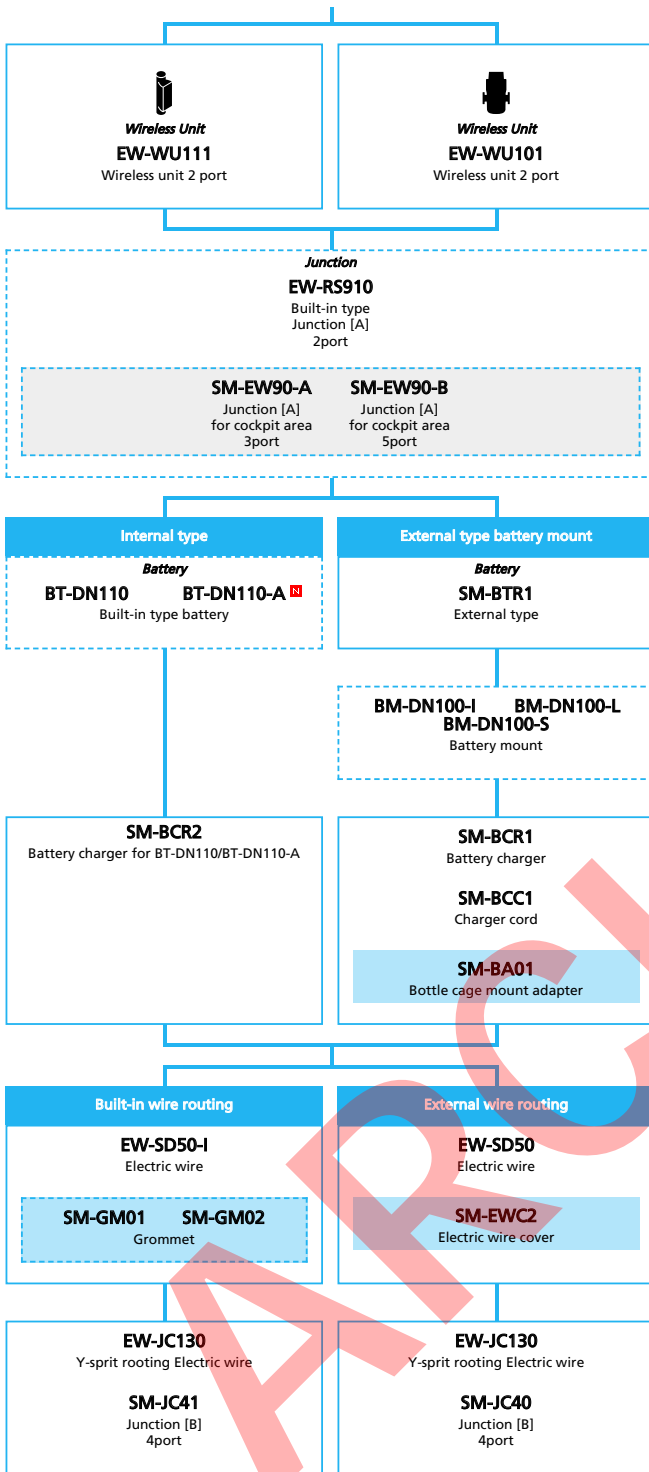 Wireless Unit
EW-WU111
Wireless unit 2 port
Wireless Unit
EW-WU101
Wireless unit 2 port
Junction
EW-RS910
Built-in type
Junction [A]
2port
SM-EW90-A
Junction [A]
for cockpit area
3port
SM-EW90-B
Junction [A]
for cockpit area
5port
Internal type
Battery
BT-DN110 BT-DN110-A N
Built-in type battery
External type battery mount
Battery
SM-BTR1
External type
BM-DN100-I BM-DN100-L
BM-DN100-S
Battery mount
SM-BCR2
Battery charger for BT-DN110/BT-DN110-A
SM-BCR1
Battery charger
SM-BCC1
Charger cord
SM-BA01
Bottle cage mount adapter
Built-in wire routing
EW-SD50-I
Electric wire
SM-GM01 SM-GM02
Grommet
External wire routing
EW-SD50
Electric wire
SM-EWC2
Electric wire cover
EW-JC130
Y-sprit rooting Electric wire
SM-JC41
Junction [B]
4port
EW-JC130
Y-sprit rooting Electric wire
SM-JC40
Junction [B]
4port